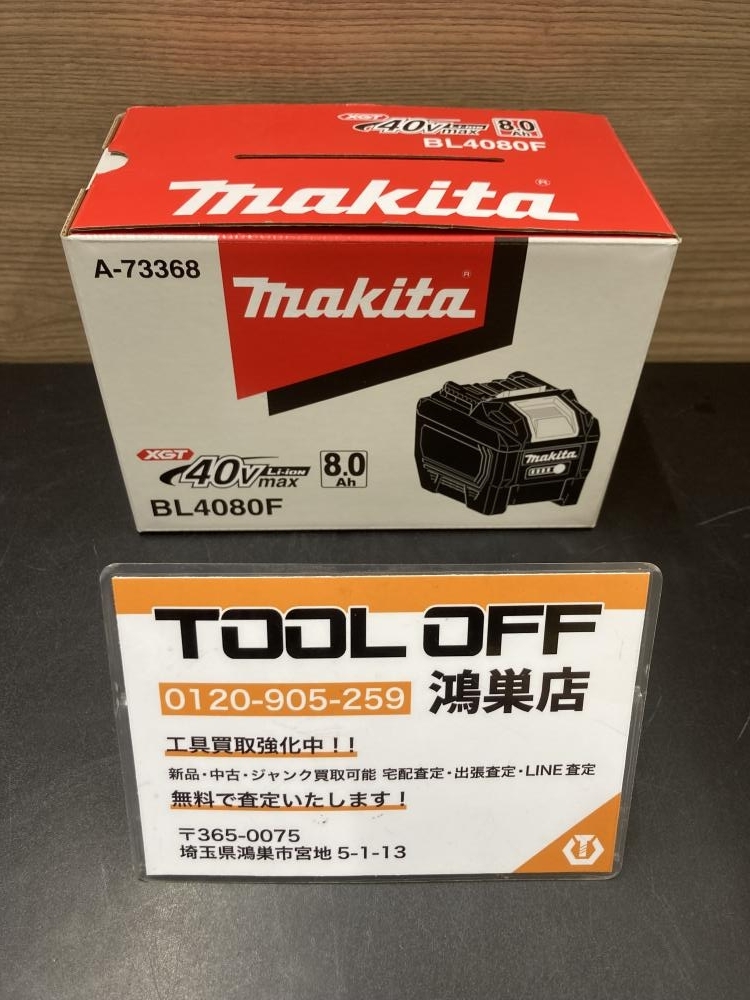 XGT 40Vmax Li-ion 8.0 Ah
BL4080F
makita®
A-73368
makita®
makita
XGT
40Vmax Li-ion 8.0 Ah
BL4080F
TOOL OFF
0120-905-259 鴻巣店
工具買取強化中！！
新品・中古・ジャンク買取可能 宅配査定・出張査定・LINE査定
無料で査定いたします！
〒365-0075
埼玉県鴻巣市宮地 5-1-13